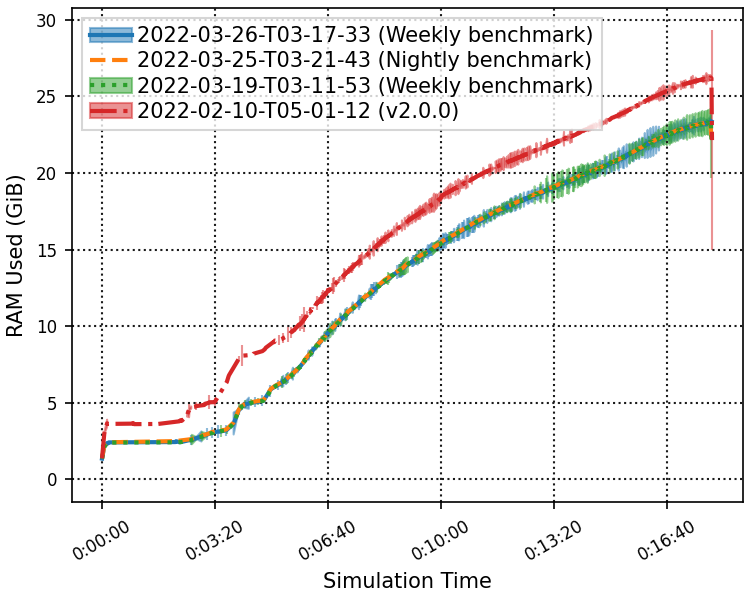 2022-03-26-T03-17-33 (Weekly benchmark)
2022-03-25-T03-21-43 (Nightly benchmark)
2022-03-19-T03-11-53 (Weekly benchmark)
2022-02-10-T05-01-12 (v2.0.0)
30
25
20
15
10
5
0
RAM Used (GiB)
0:00:00
0:03:20
0:06:40
0:10:00
0:13:20
0:16:40
Simulation Time